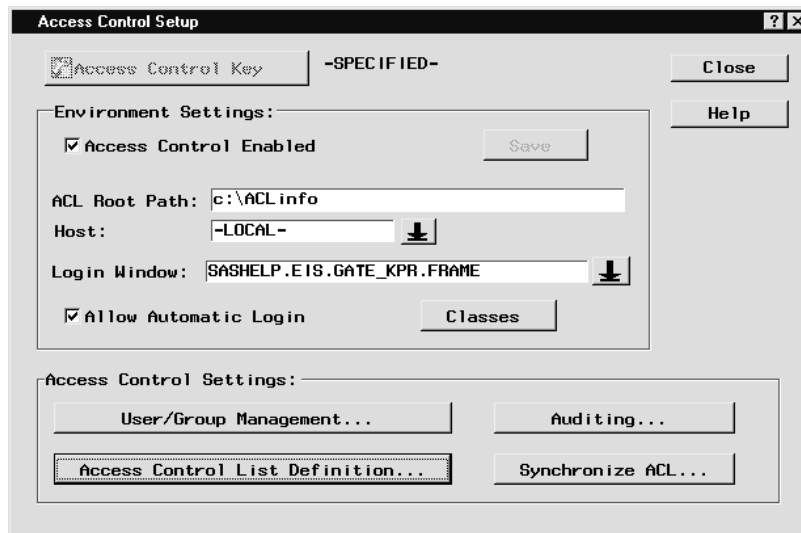 Access Control Setup
Access Control Key -SPECIFIED-
Close
Help
Environment Settings:
Access Control Enabled
Save
ACL Root Path: c:\ACLinfo
Host: -LOCAL-
Login Window: SASHELP.EIS.GATE_KPR.FRAME
Allow Automatic Login
Classes
Access Control Settings:
User/Group Management... Auditing...
Access Control List Definition... Synchronize ACL...